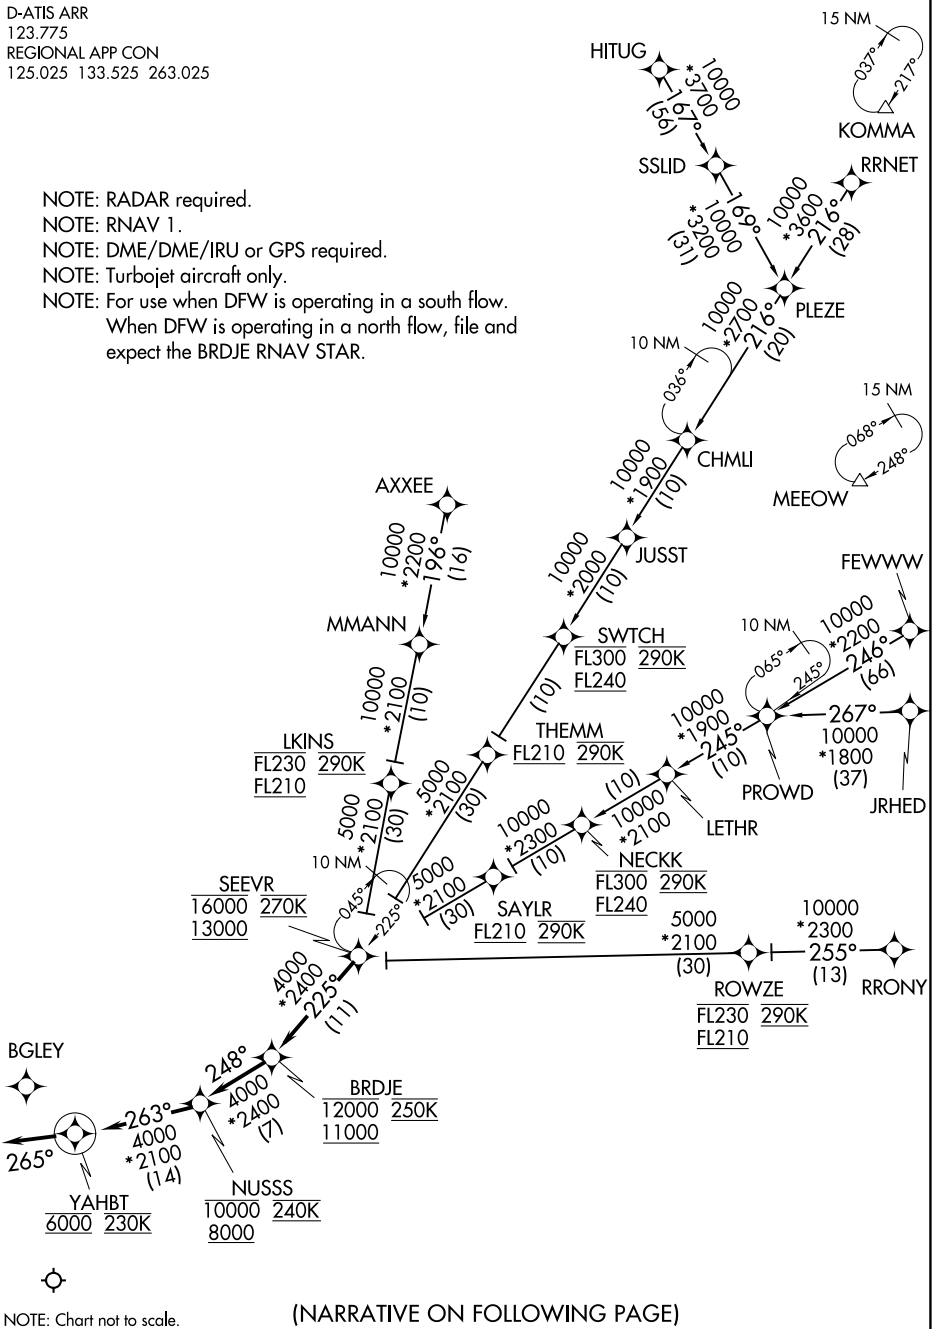 D-ATIS ARR
123.775
REGIONAL APP CON
125.025 133.525 263.025
NOTE: RADAR required.
NOTE: RNAV 1.
NOTE: DME/DME/IRU or GPS required.
NOTE: Turbojet aircraft only.
NOTE: For use when DFW is operating in a south flow.
When DFW is operating in a north flow, file and
expect the BRDJE RNAV STAR.
15 NM
037°
217°
KOMMA
HITUG
10000
*3700
167°
(56)
SSLID
RRNET
10000
*3600
216°
(28)
169°
10000
*3200
(31)
PLEZE
10000
*2700
216°
(20)
10 NM
036°
CHMLI
15 NM
068°
248°
MEEOW
10000
*1900
(10)
JUSST
AXXEE
10000
*2200
196°
(16)
10000
*2000
(10)
MMANN
SWTCH
FL300 290K
FL240
FEWWW
10000
*2200
246°
(66)
10 NM
065°
245°
10000
*2100
(10)
(10)
10000
*1900
245°
(10)
267°
10000
*1800
(37)
PROWD
JRHED
LKINS
FL230 290K
FL210
THEMM
FL210 290K
LETHR
(10)
10000
*2100
5000
*2100
(30)
5000
*2100
(30)
10000
*2300
(10)
NECKK
FL300 290K
FL240
10 NM
045°
225°
5000
*2100
(30)
SAYLR
FL210 290K
SEEVR
16000 270K
13000
5000
*2100
(30)
10000
*2300
255°
(13)
ROWZE
FL230 290K
FL210
RRONY
4000
*2400
225°
(11)
BGLEY
248°
4000
*2400
(7)
BRDJE
12000 250K
11000
263°
4000
*2100
(14)
265°
YAHBT
6000 230K
NUSSS
10000 240K
8000
NOTE: Chart not to scale.
(NARRATIVE ON FOLLOWING PAGE)